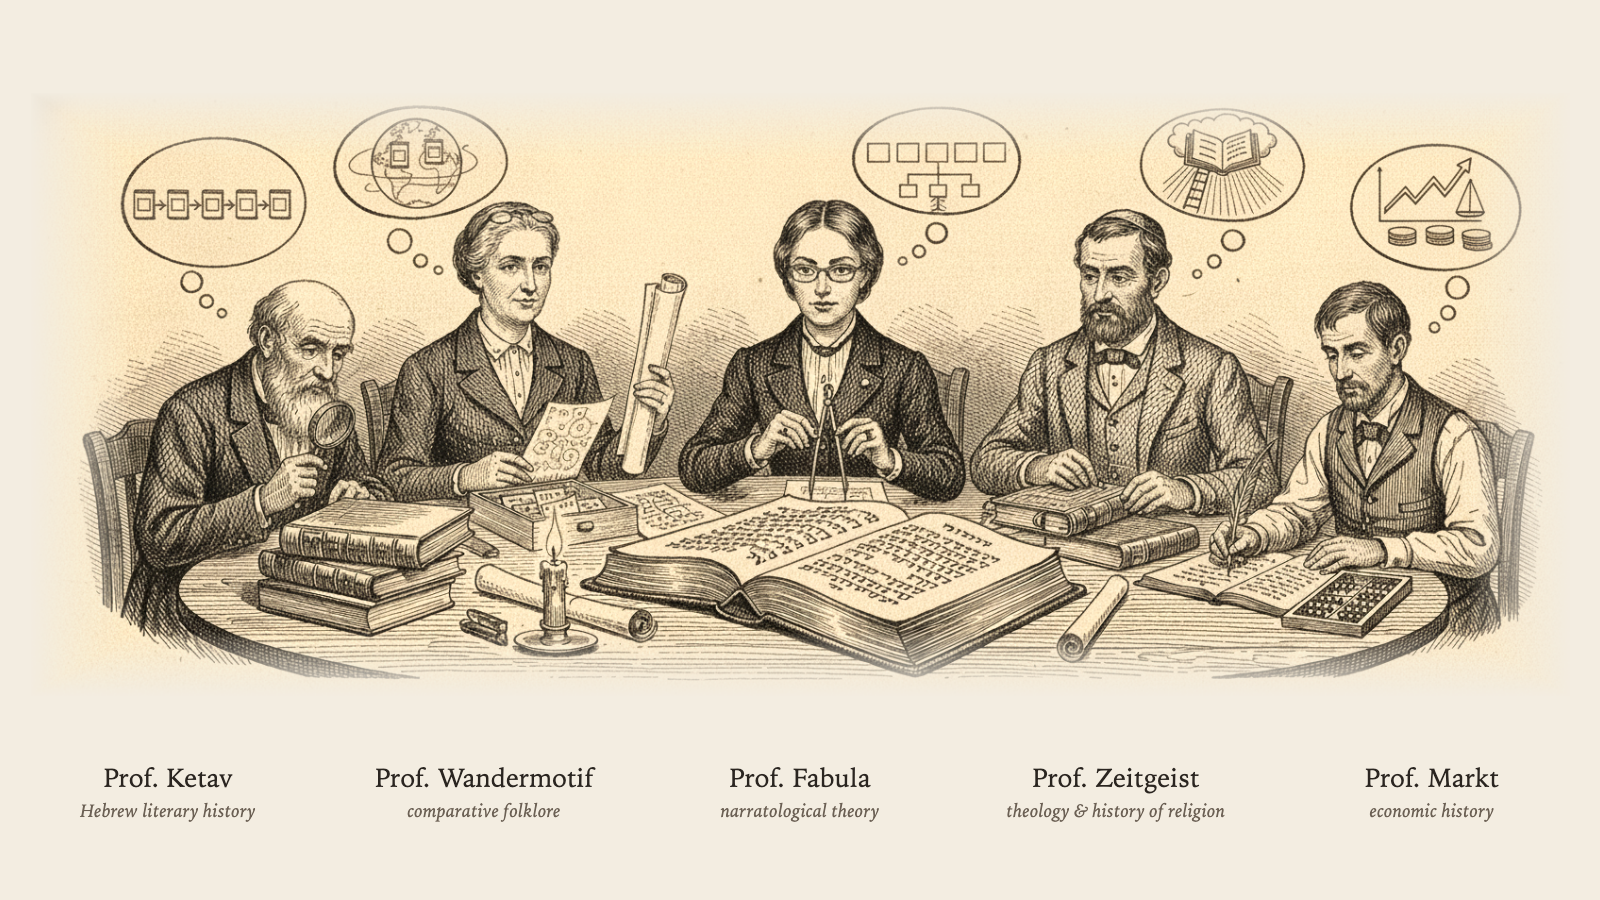 Prof. Ketav
Hebrew literary history
Prof. Wandermotif
comparative folklore
Prof. Fabula
narratological theory
Prof. Zeitgeist
theology & history of religion
Prof. Markt
economic history